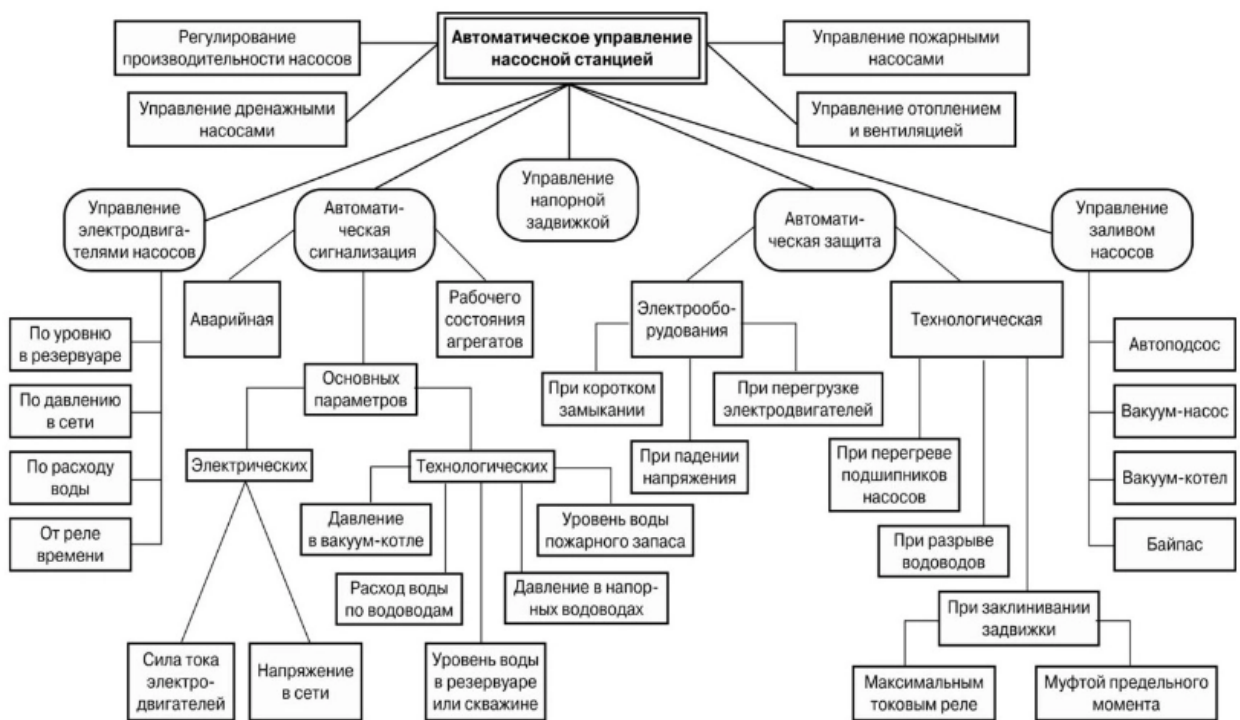 Регулирование
производительности насосов
Автоматическое управление
насосной станцией
Управление пожарными
насосами
Управление дренажными
насосами
Управление отоплением
и вентиляцией
Управление
электродвига-
телями насосов
Автомати-
ческая
сигнализация
Управление
напорной
задвижкой
Автомати-
ческая защита
Управление
заливом
насосов
По уровню
в резервуаре
По давлению
в сети
По расходу
воды
От реле
времени
Аварийная
Рабочего
состояния
агрегатов
Основных
параметров
Электрических
Технологических
Сила тока
электро-
двигателей
Напряжение
в сети
Давление
в вакуум-котле
Расход воды
по водоводам
Уровень воды
в резервуаре
или скважине
Давление в напор-
ных водоводах
Уровень воды
пожарного запаса
Электрообо-
рудования
При коротком
замыкании
При падении
напряжения
При перегрузке
электродвигателей
Технологическая
При перегреве
подшипников
насосов
При разрыве
водоводов
При заклинивании
задвижки
Максимальным
токовым реле
Муфтой предельного
момента
Автоподсос
Вакуум-насос
Вакуум-котел
Байпас